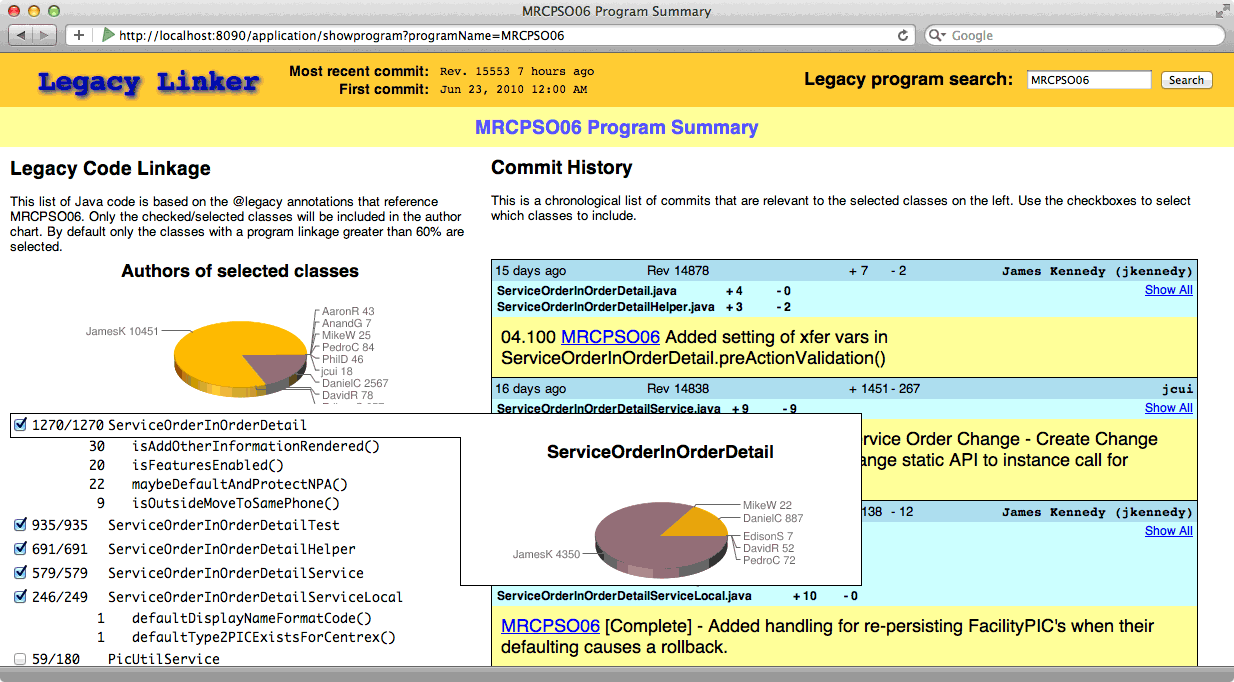 MRCPSO06 Program Summary
http://localhost:8090/application/showprogram?programName=MRCPSO06
Google
Legacy Linker
Most recent commit: Rev. 15553 7 hours ago
First commit: Jun 23, 2010 12:00 AM
Legacy program search: MRCPSO06 Search
MRCPSO06 Program Summary
Legacy Code Linkage
This list of Java code is based on the @legacy annotations that reference
MRCPSO06. Only the checked/selected classes will be included in the author
chart. By default only the classes with a program linkage greater than 60% are
selected.
Authors of selected classes
JamesK 10451
AaronR 43
AnandG 7
MikeW 25
PedroC 84
PhilD 46
jcui 18
DanielC 2567
DavidR 78
1270/1270 ServiceOrderInOrderDetail
30 isAddOtherInformationRendered()
20 isFeaturesEnabled()
22 maybeDefaultAndProtectNPA()
9 isOutsideMoveToSamePhone()
935/935 ServiceOrderInOrderDetailTest
691/691 ServiceOrderInOrderDetailHelper
579/579 ServiceOrderInOrderDetailService
246/249 ServiceOrderInOrderDetailServiceLocal
1 defaultDisplayNameFormatCode()
1 defaultType2PICExistsForCentrex()
59/180 PicUtilService
Commit History
This is a chronological list of commits that are relevant to the selected classes on the left. Use the checkboxes to select
which classes to include.
15 days ago Rev 14878 + 7 - 2 James Kennedy (jkennedy)
ServiceOrderInOrderDetail.java + 4 - 0 Show All
ServiceOrderInOrderDetailHelper.java + 3 - 2
04.100 MRCPSO06 Added setting of xfer vars in
ServiceOrderInOrderDetail.preActionValidation()
16 days ago Rev 14838 + 1451 - 267 jcui
ServiceOrderInOrderDetailService.java + 9 - 9 Show All
rvice Order Change - Create Change
ange static API to instance call for
138 - 12 James Kennedy (jkennedy)
Show All
ServiceOrderInOrderDetail
JamesK 4350
MikeW 22
DanielC 887
EdisonS 7
DavidR 52
PedroC 72
ServiceOrderInOrderDetailServiceLocal.java + 10 - 0
MRCPSO06 [Complete] - Added handling for re-persisting FacilityPIC's when their
defaulting causes a rollback.